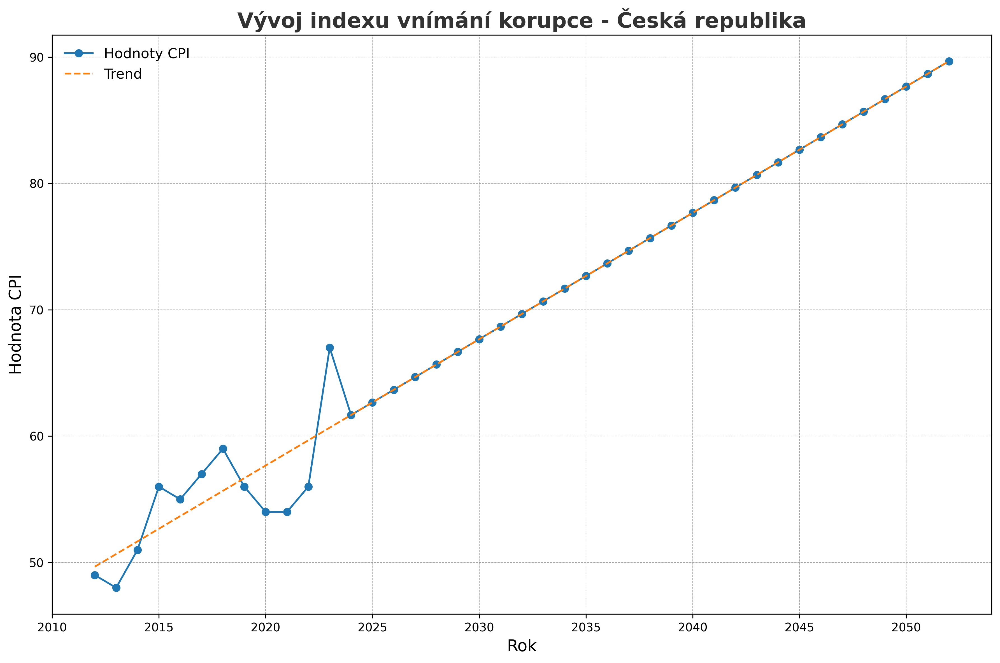 Vývoj indexu vnímání korupce - Česká republika
Hodnoty CPI
Trend
90
80
70
60
50
Hodnota CPI
2010 2015 2020 2025 2030 2035 2040 2045 2050
Rok